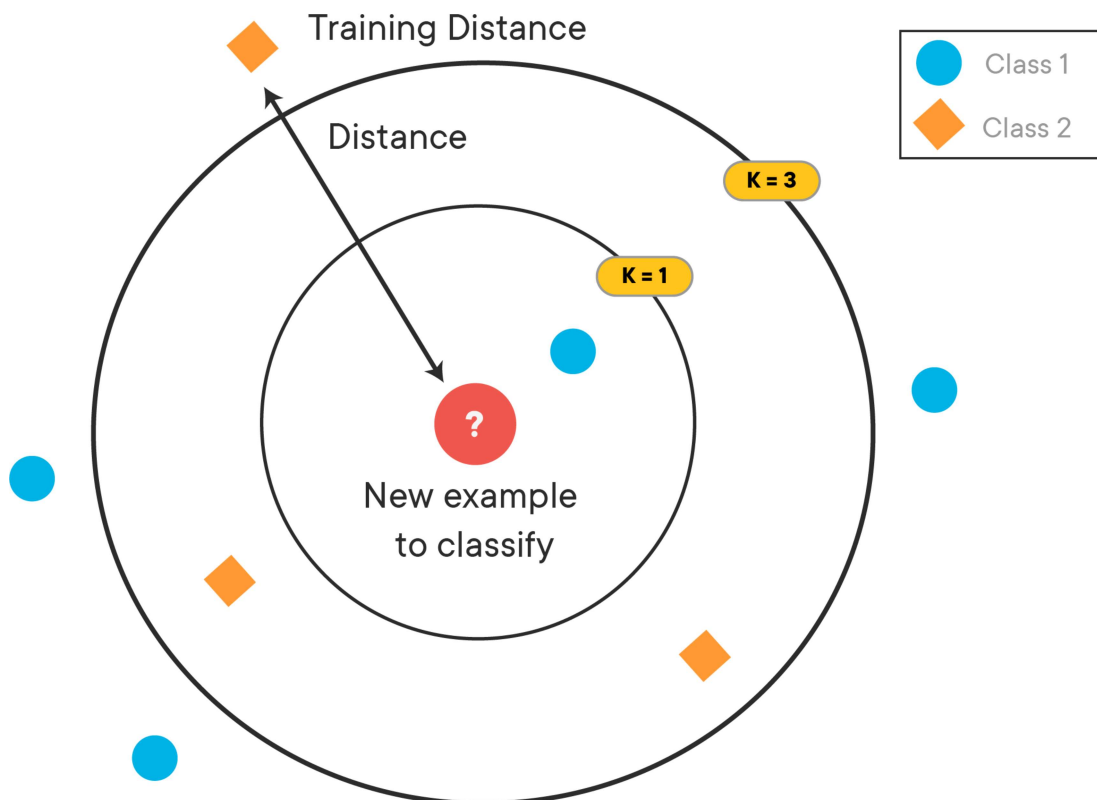 Training Distance
Class 1
Distance
Class 2
K = 3
K = 1
?
New example
to classify